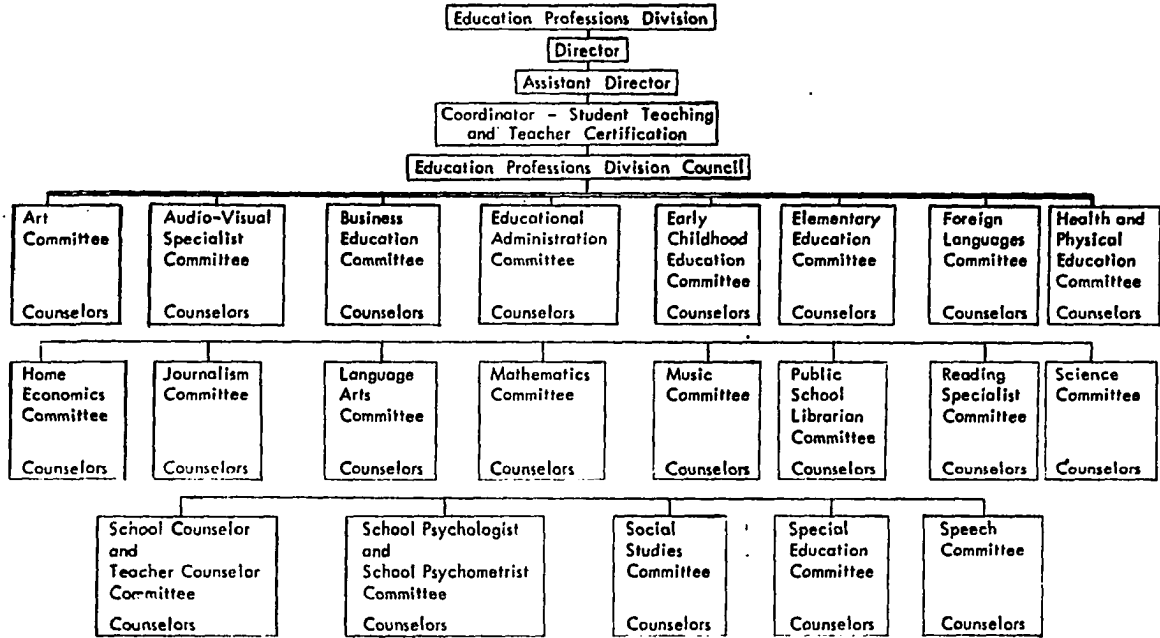 Education Professions Division
Director
Assistant Director
Coordinator - Student Teaching
and Teacher Certification
Education Professions Division Council
Art
Committee
Counselors
Audio-Visual
Specialist
Committee
Counselors
Business
Education
Committee
Counselors
Educational
Administration
Committee
Counselors
Early
Childhood
Education
Committee
Counselors
Elementary
Education
Committee
Counselors
Foreign
Languages
Committee
Counselors
Health and
Physical
Education
Committee
Counselors
Home
Economics
Committee
Counselors
Journalism
Committee
Counselors
Language
Arts
Committee
Counselors
Mathematics
Committee
Counselors
Music
Committee
Counselors
Public
School
Librarian
Committee
Counselors
Reading
Specialist
Committee
Counselors
Science
Committee
Counselors
School Counselor
and
Teacher Counselor
Committee
Counselors
School Psychologist
and
School Psychometrist
Committee
Counselors
Social
Studies
Committee
Counselors
Special
Education
Committee
Counselors
Speech
Committee
Counselors